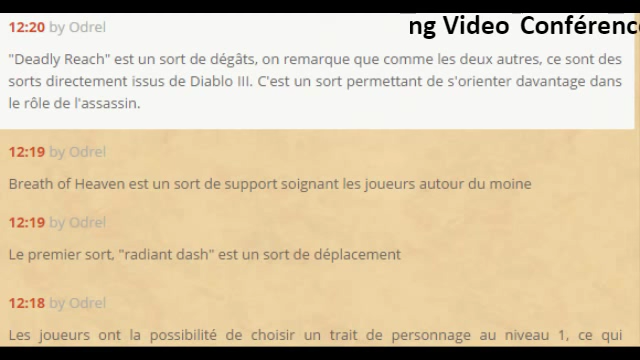 ng Video Conférenc
12:20 by Odrel
"Deadly Reach" est un sort de dégâts, on remarque que comme les deux autres, ce sont des
sorts directement issus de Diablo III. C'est un sort permettant de s'orienter davantage dans
le rôle de l'assassin.
12:19 by Odrel
Breath of Heaven est un sort de support soignant les joueurs autour du moine
12:19 by Odrel
Le premier sort, "radiant dash" est un sort de déplacement
12:18 by Odrel
Les joueurs ont la possibilité de choisir un trait de personnage au niveau 1, ce qui